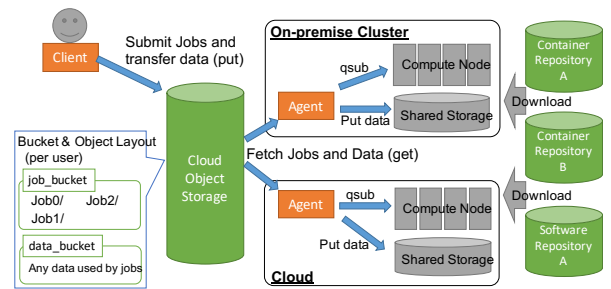 Client
Submit Jobs and
transfer data (put)
Bucket & Object Layout
(per user)
job_bucket
Job0/ Job2/
Job1/
data_bucket
Any data used by jobs
Cloud
Object
Storage
Fetch Jobs and Data (get)
On-premise Cluster
Agent
qsub
Put data
Compute Node
Shared Storage
Cloud
Agent
qsub
Put data
Compute Node
Shared Storage
Download
Download
Container
Repository
A
Container
Repository
B
Software
Repository
A